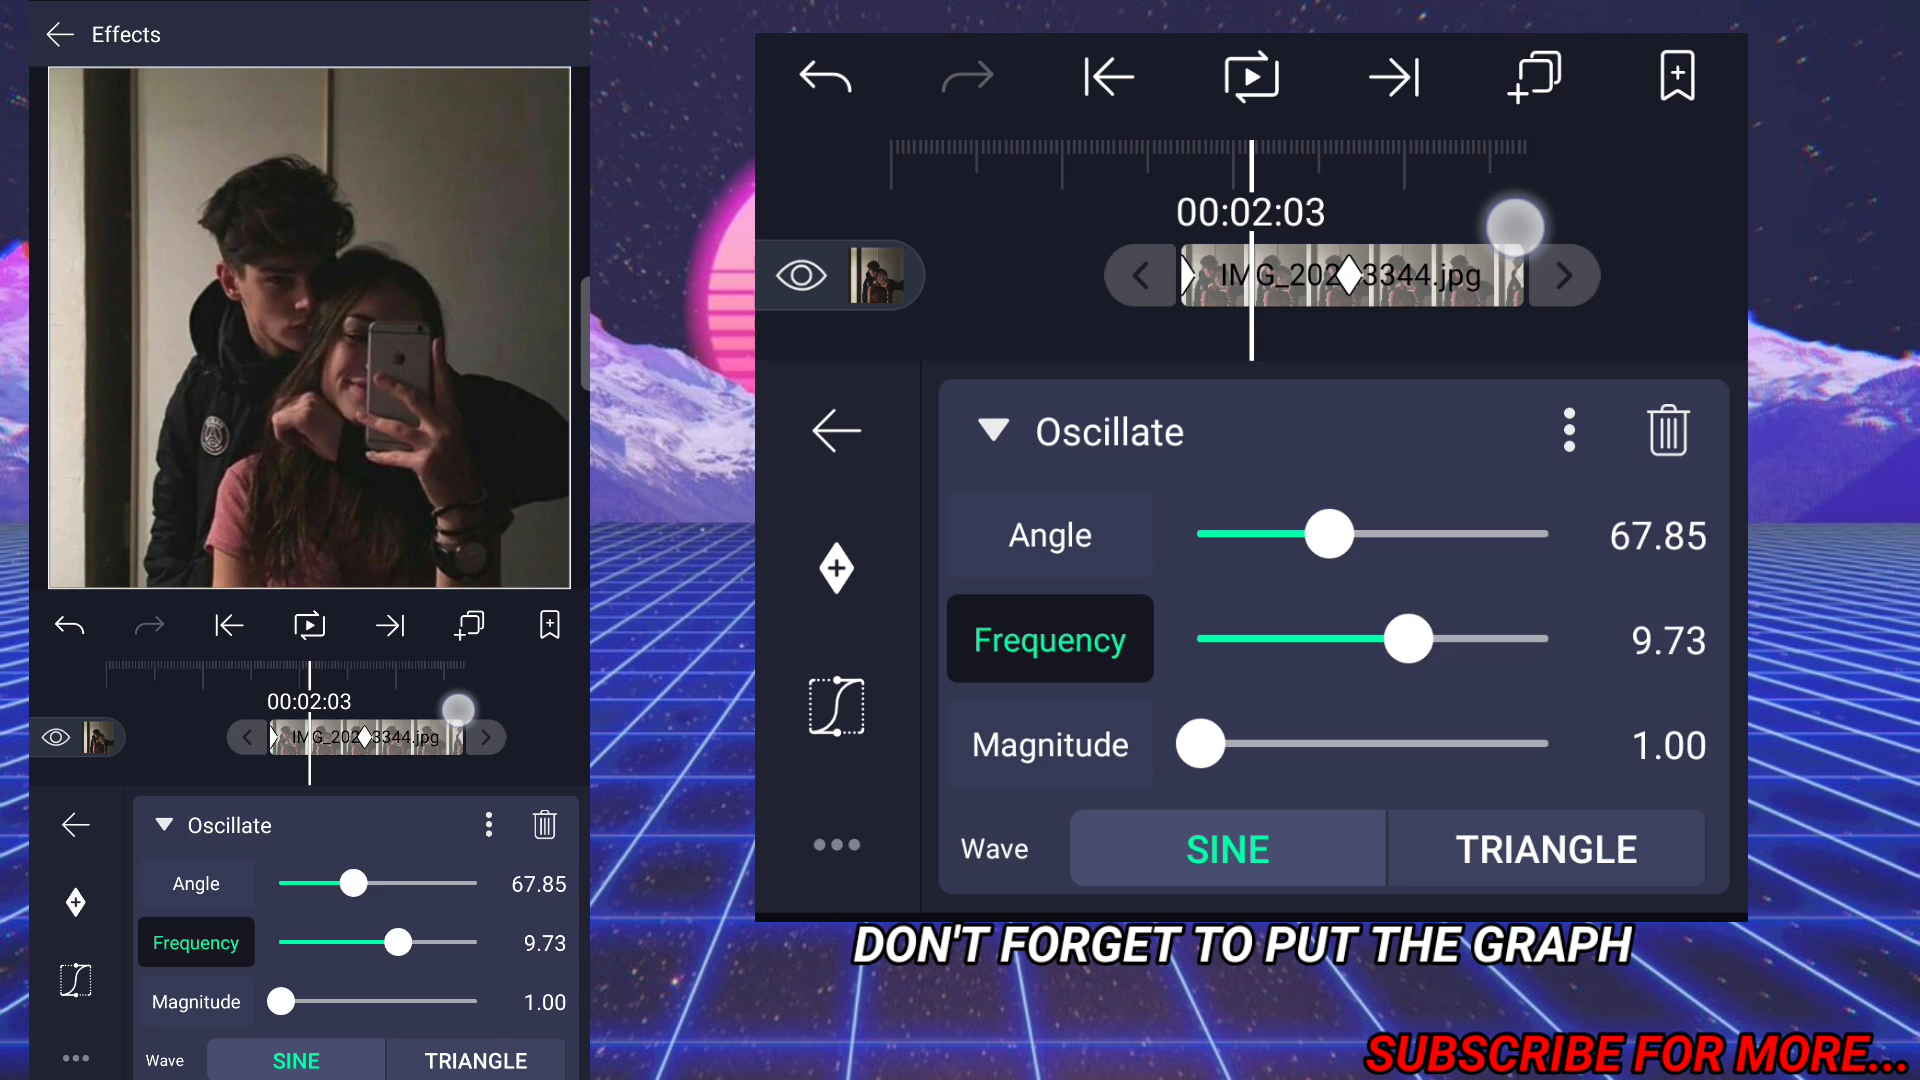 Effects
00:02:03
IMG_202 3344.jpg
Oscillate
Angle 67.85
Frequency 9.73
Magnitude 1.00
Wave SINE TRIANGLE
00:02:03
IMG_202 3344.jpg
Oscillate
Angle 67.85
Frequency 9.73
Magnitude 1.00
Wave SINE TRIANGLE
DON'T FORGET TO PUT THE GRAPH
SUBSCRIBE FOR MORE...